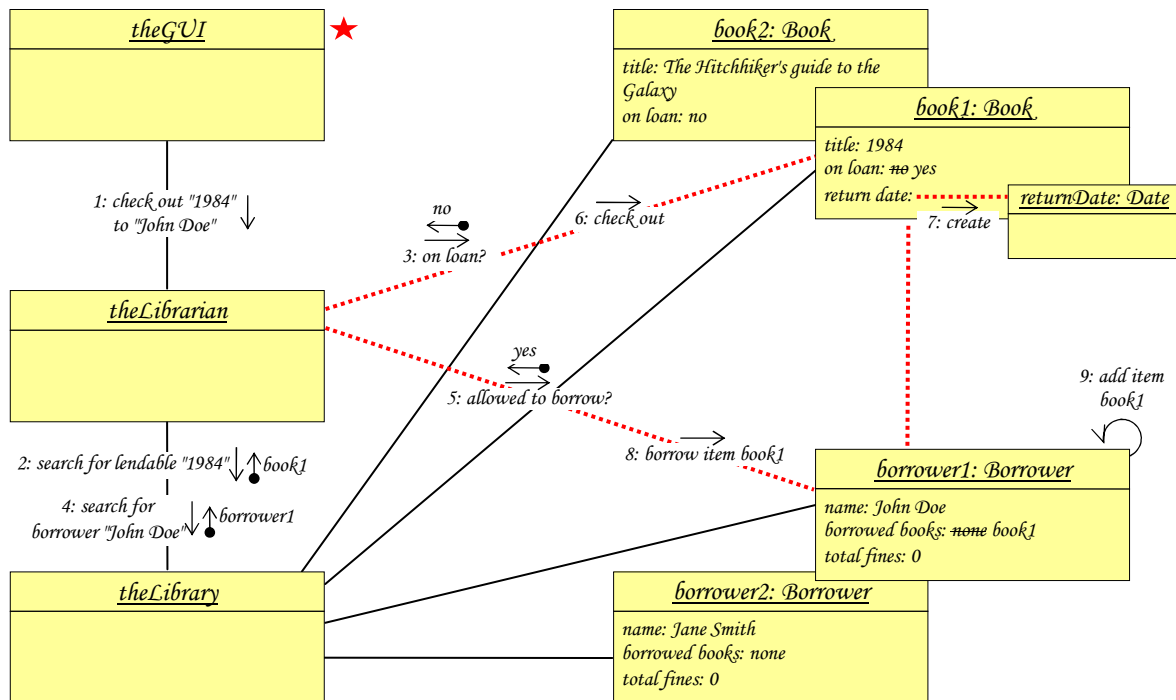 theGUI
book2: Book
title: The Hitchhiker's guide to the
Galaxy
on loan: no
book1: Book
title: 1984
on loan: no yes
return date:
returnDate: Date
7: create
1: check out "1984"
to "John Doe"
no
3: on loan?
6: check out
theLibrarian
yes
5: allowed to borrow?
8: borrow item book1
9: add item
book1
2: search for lendable "1984"
book1
4: search for
borrower "John Doe"
borrower1
borrower1: Borrower
name: John Doe
borrowed books: none book1
total fines: 0
theLibrary
borrower2: Borrower
name: Jane Smith
borrowed books: none
total fines: 0